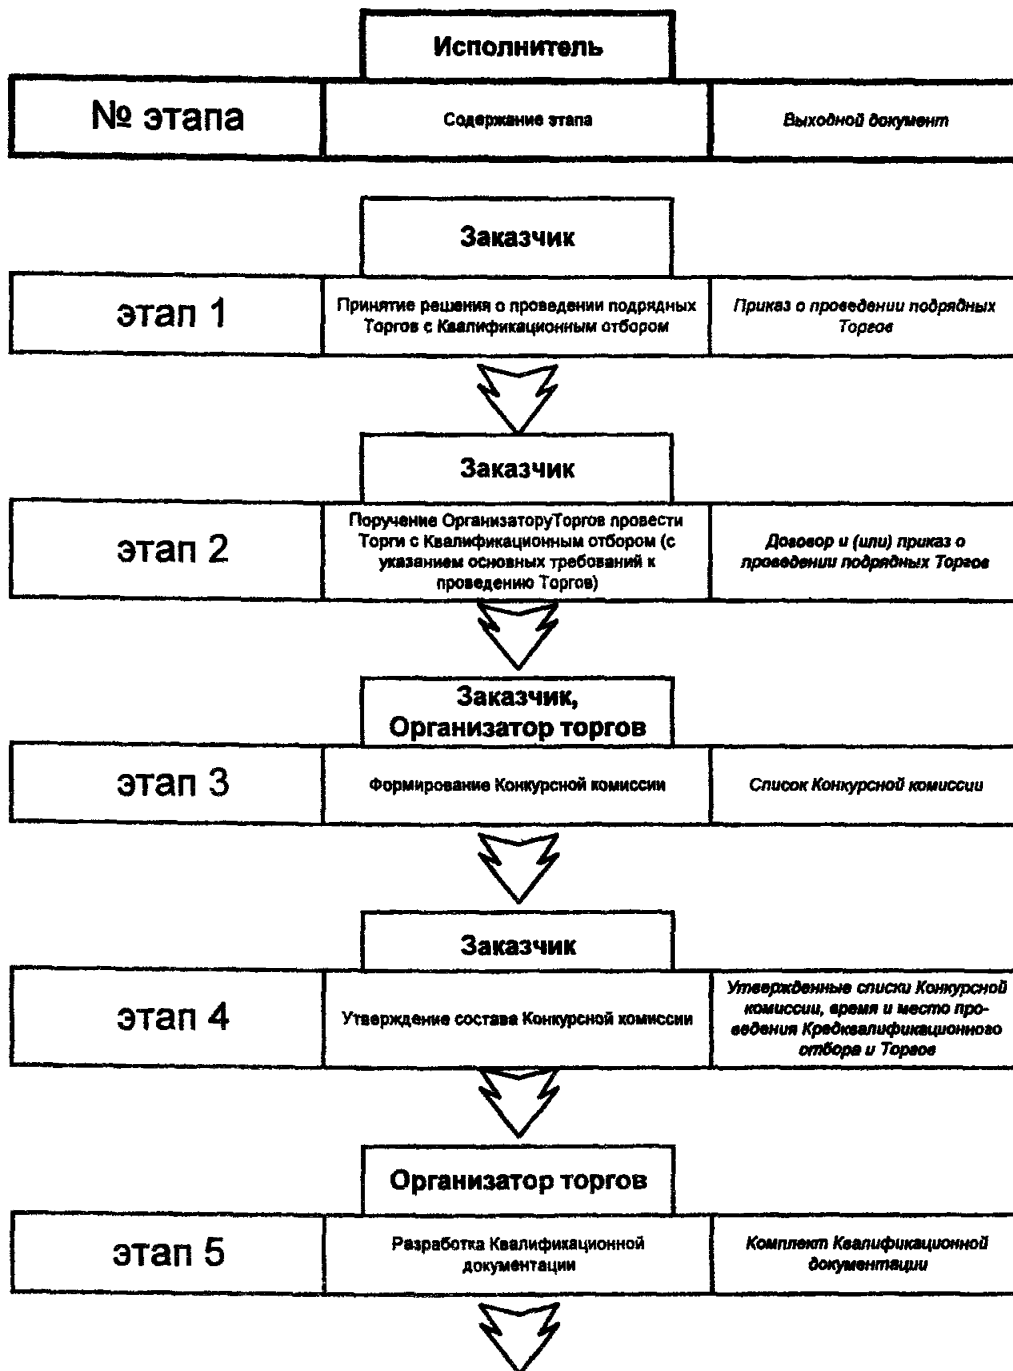 Исполнитель
№ этапа
Содержание этапа
Выходной документ
Заказчик
этап 1
Принятие решения о проведении подрядных
Торгов с Квалификационным отбором
Приказ о проведении подрядных
Торгов
Заказчик
этап 2
Поручение ОрганизаторуТоргов провести
Торги с Квалификационным отбором (с
указанием основных требований к
проведению Торгов)
Договор и (или) приказ о
проведении подрядных Торгов
Заказчик,
Организатор торгов
этап 3
Формирование Конкурсной комиссии
Список Конкурсной комиссии
Заказчик
этап 4
Утверждение состава Конкурсной комиссии
Утвержденные списки Конкурсной
комиссии, время и место про-
ведения Кредквалификационного
отбора и Торгов
Организатор торгов
этап 5
Разработка Квалификационной
документации
Комплект Квалификационной
документации